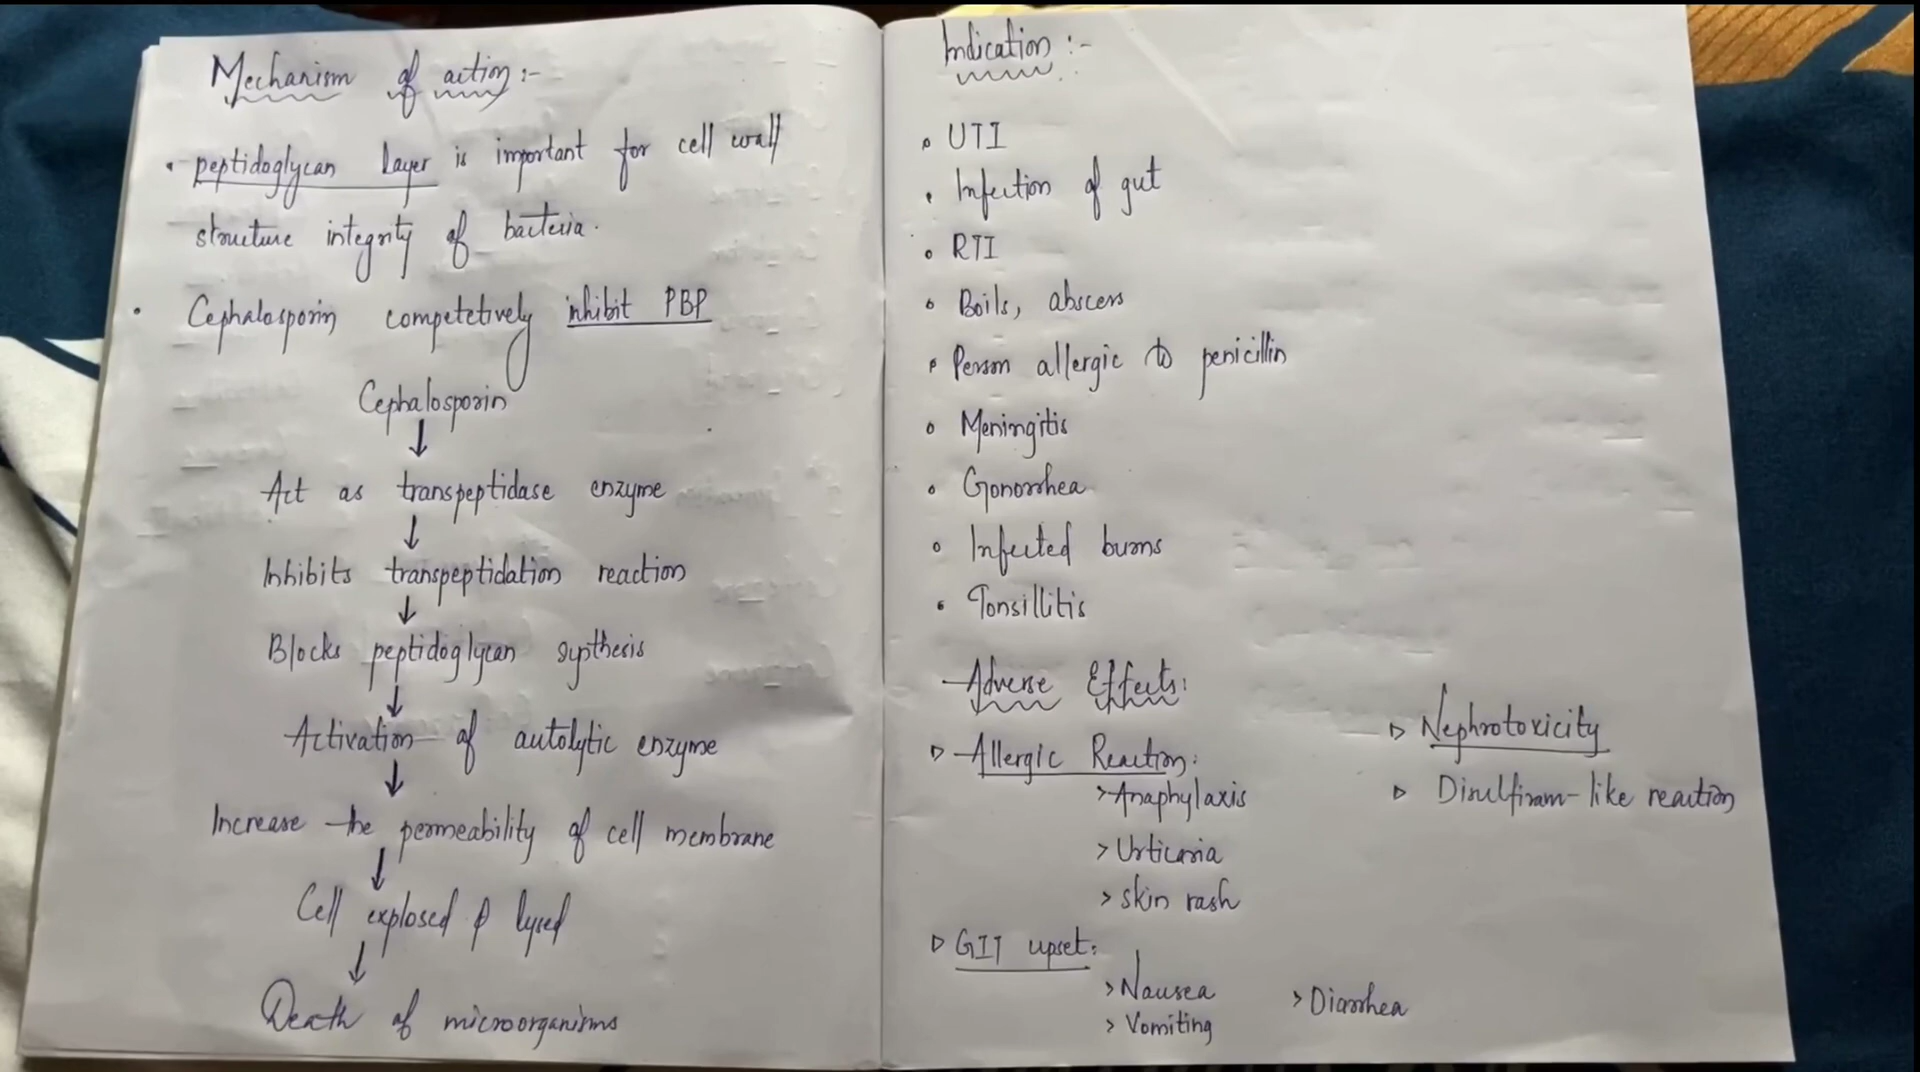 Mechanism of action :-
• peptidoglycan layer is important for cell wall
structure integrity of bacteria.
• Cephalosporin competetively inhibit PBP
Cephalosporin
↓
Act as transpeptidase enzyme
↓
Inhibits transpeptidation reaction
↓
Blocks peptidoglycan sypthesis
↓
Activation of autolytic enzyme
↓
Increase the permeability of cell membrane
↓
Cell explosed & lysed
↓
Death of microorganisms
Indication :-
• UTI
• Infection of gut
• RTI
• Boils, abscess
• Person allergic to penicillin
• Meningitis
• Gonorrhea
• Infected burns
• Tonsillitis
Adverse Effects:
▷ Allergic Reaction:
> Anaphylaxis
> Urticaria
> skin rash
▷ GIT upset:
> Nausea
> Vomiting
> Diarrhea
▷ Nephrotoxicity
▷ Disulfiram-like reaction